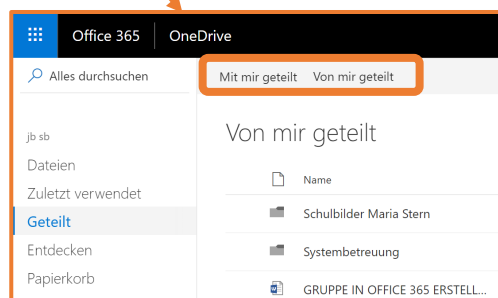 Office 365 OneDrive
Alles durchsuchen
Mit mir geteilt Von mir geteilt
jb sb
Dateien
Zuletzt verwendet
Geteilt
Entdecken
Papierkorb
Von mir geteilt
Name
Schulbilder Maria Stern
Systembetreuung
GRUPPE IN OFFICE 365 ERSTELL...